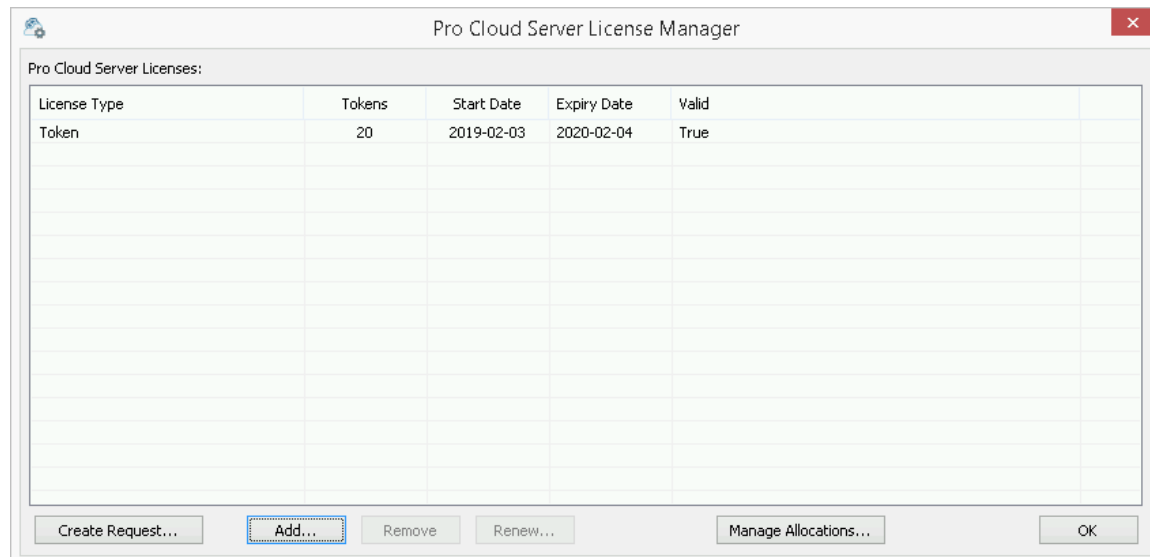 Pro Cloud Server License Manager
Pro Cloud Server Licenses:
License Type Tokens Start Date Expiry Date Valid
Token 20 2019-02-03 2020-02-04 True
Create Request... Add... Remove Renew... Manage Allocations... OK